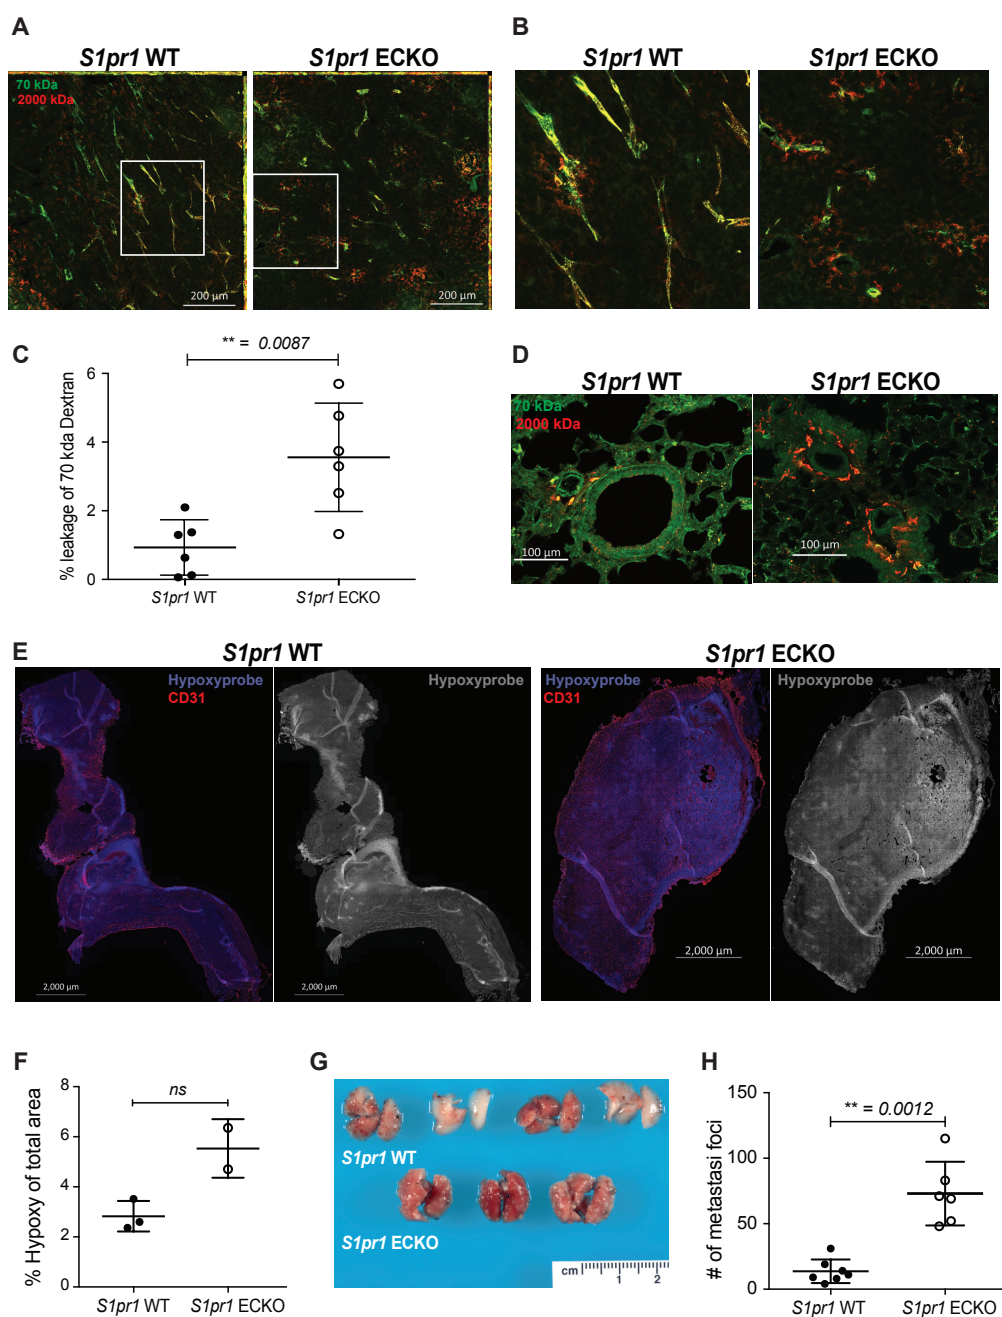 A
S1pr1 WT
S1pr1 ECKO
70 kDa
2000 kDa
200 µm
200 µm
B
S1pr1 WT
S1pr1 ECKO
C
** = 0.0087
% leakage of 70 kda Dextran
6
4
2
0
S1pr1 WT
S1pr1 ECKO
D
S1pr1 WT
S1pr1 ECKO
70 kDa
2000 kDa
100 µm
100 µm
E
S1pr1 WT
S1pr1 ECKO
Hypoxyprobe
CD31
Hypoxyprobe
Hypoxyprobe
CD31
Hypoxyprobe
2,000 µm
2,000 µm
2,000 µm
2,000 µm
F
ns
% Hypoxy of total area
8
6
4
2
0
S1pr1 WT
S1pr1 ECKO
G
S1pr1 WT
S1pr1 ECKO
cm 1 2
H
** = 0.0012
# of metastasi foci
150
100
50
0
S1pr1 WT
S1pr1 ECKO